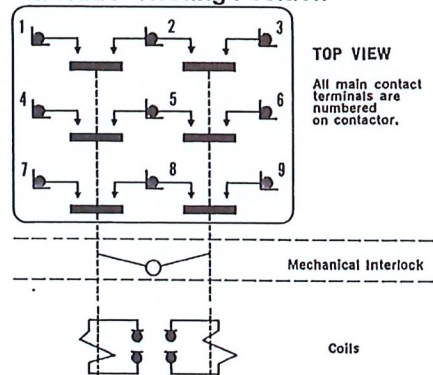 1 2 3
TOP VIEW
All main contact
terminals are
numbered
on contactor.
4 5 6
7 8 9
Mechanical Interlock
Coils